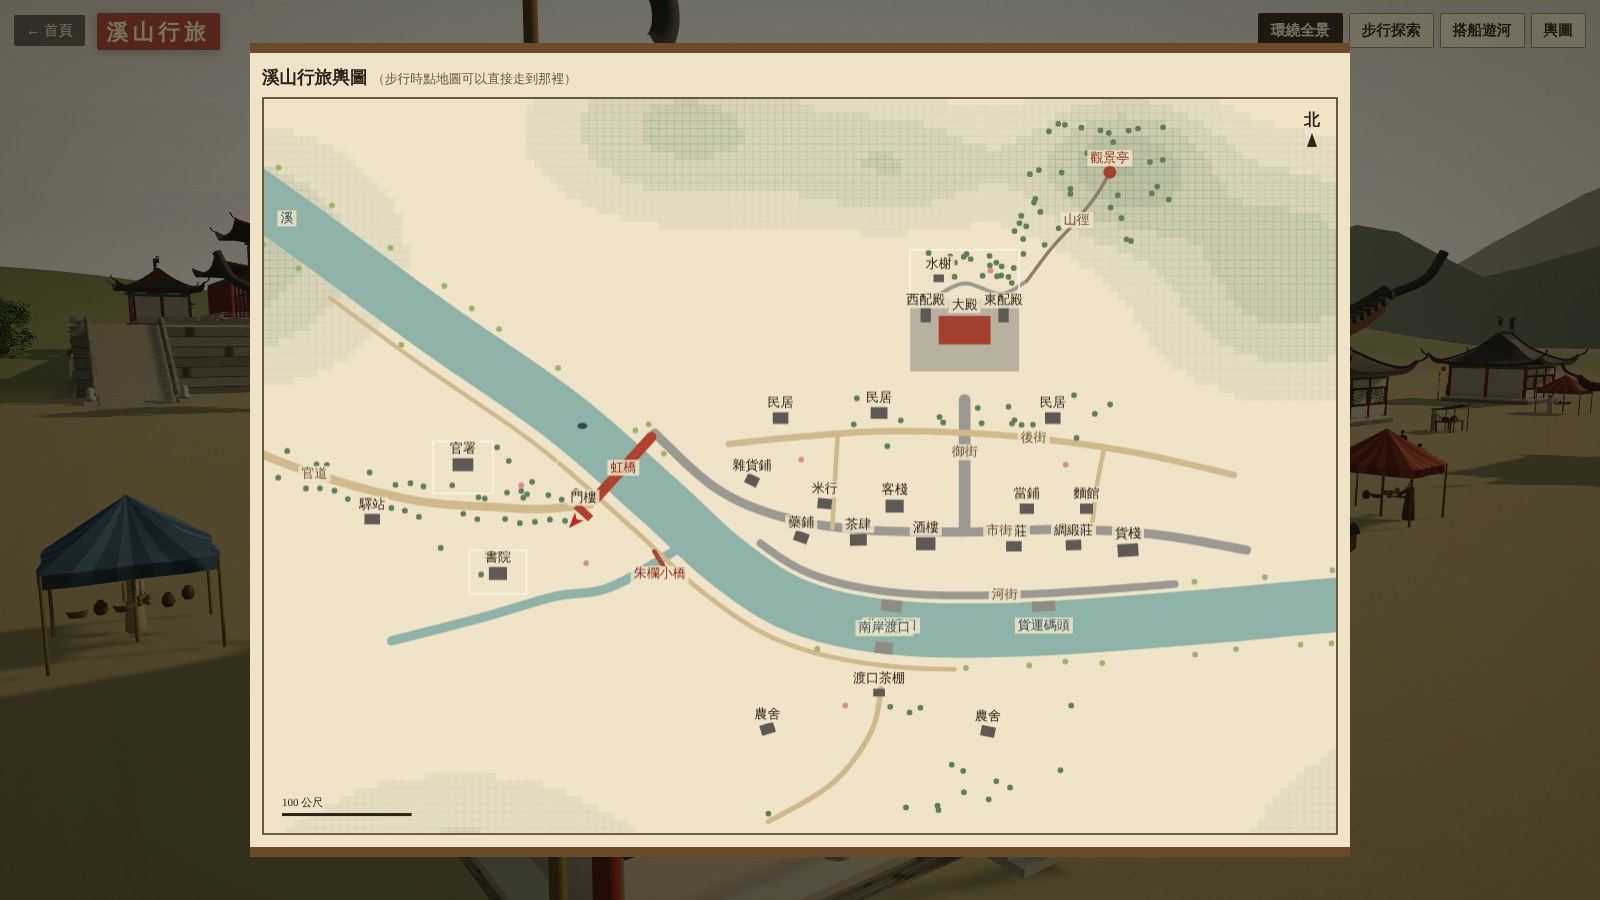 ← 首頁
溪山行旅
環繞全景
步行探索
搭船遊河
輿圖
溪山行旅輿圖 （步行時點地圖可以直接走到那裡）
北
觀景亭
溪
山徑
水榭
西配殿
大殿
東配殿
民居
民居
民居
後街
御街
官署
虹橋
官道
雜貨鋪
米行
客棧
當鋪
麵館
門樓
驛站
藥鋪
茶肆
酒樓
市街
莊
綢緞莊
貨棧
書院
朱欄小橋
河街
南岸渡口
貨運碼頭
渡口茶棚
農舍
農舍
100 公尺